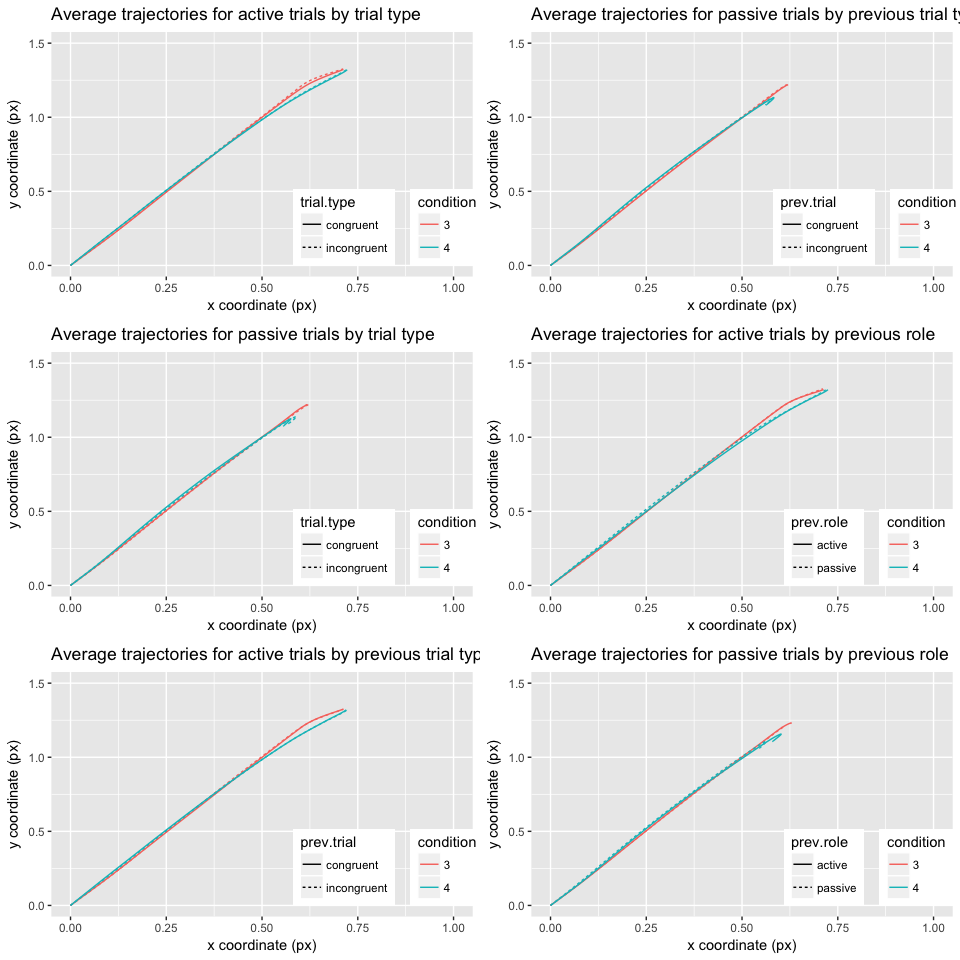 Average trajectories for active trials by trial type
1.5
1.0
0.5
0.0
y coordinate (px)
trial.type
congruent
incongruent
condition
3
4
0.00 0.25 0.50 0.75 1.00
x coordinate (px)
Average trajectories for passive trials by previous trial ty
1.5
1.0
0.5
0.0
y coordinate (px)
prev.trial
congruent
incongruent
condition
3
4
0.00 0.25 0.50 0.75 1.00
x coordinate (px)
Average trajectories for passive trials by trial type
1.5
1.0
0.5
0.0
y coordinate (px)
trial.type
congruent
incongruent
condition
3
4
0.00 0.25 0.50 0.75 1.00
x coordinate (px)
Average trajectories for active trials by previous role
1.5
1.0
0.5
0.0
y coordinate (px)
prev.role
active
passive
condition
3
4
0.00 0.25 0.50 0.75 1.00
x coordinate (px)
Average trajectories for active trials by previous trial typ
1.5
1.0
0.5
0.0
y coordinate (px)
prev.trial
congruent
incongruent
condition
3
4
0.00 0.25 0.50 0.75 1.00
x coordinate (px)
Average trajectories for passive trials by previous role
1.5
1.0
0.5
0.0
y coordinate (px)
prev.role
active
passive
condition
3
4
0.00 0.25 0.50 0.75 1.00
x coordinate (px)